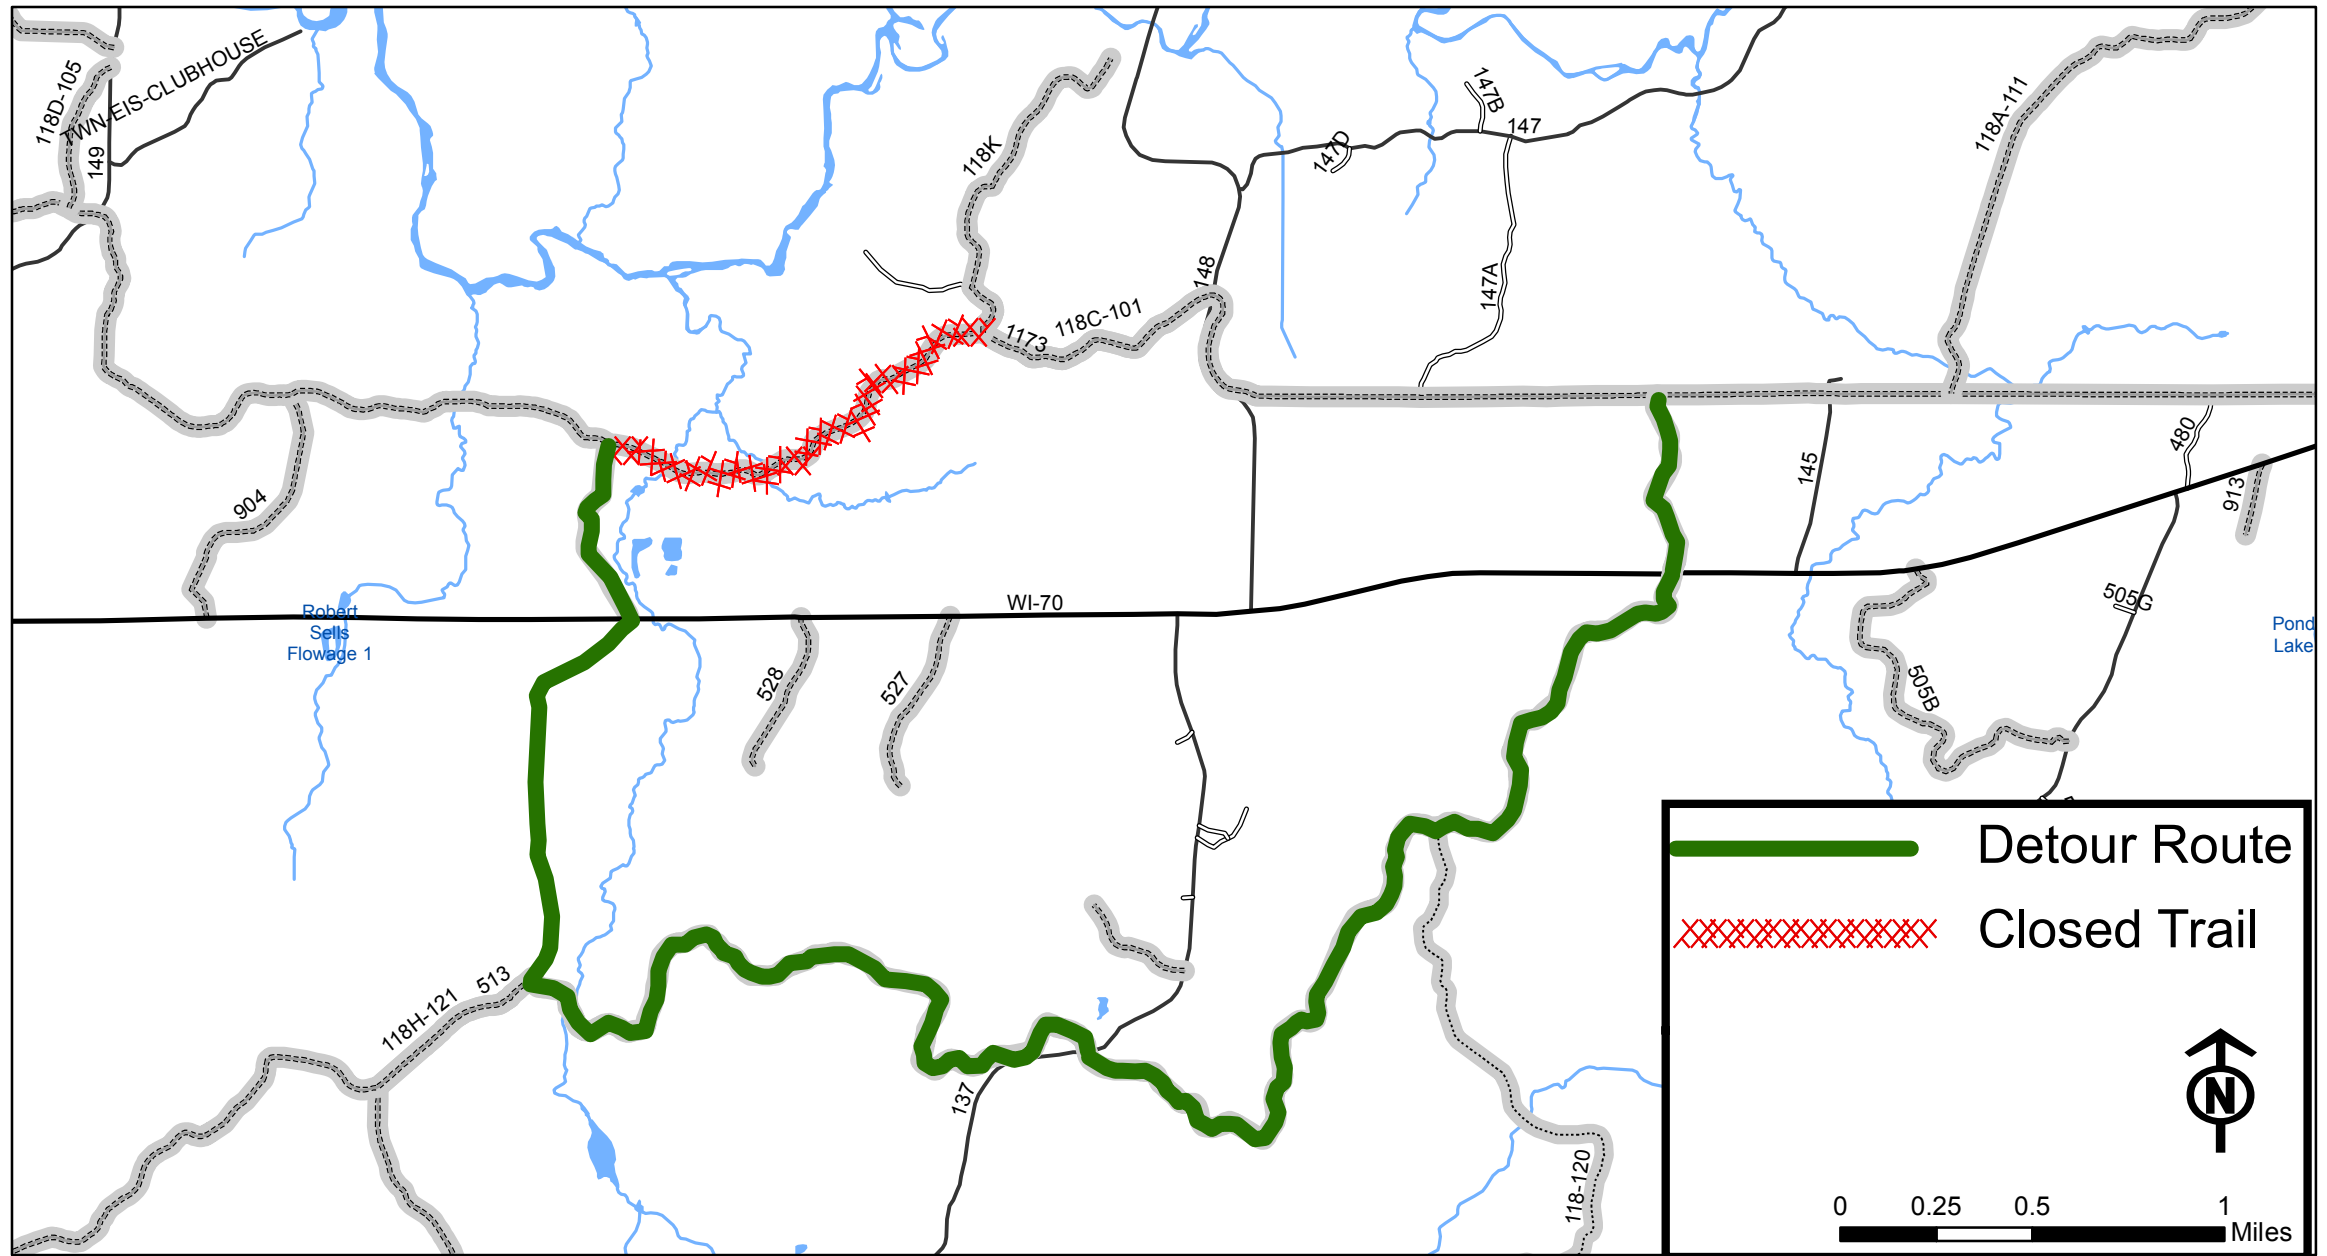 118D-105
TWN-EIS-CLUBHOUSE
149
118K
147B
147
147D
118A-111
148
147A
118C-101
1173
904
145
480
913
WI-70
Robert
Sells
Flowage 1
505G
Pond
Lake
528
527
505B
513
118H-121
137
118-120
Detour Route
Closed Trail
N
0 0.25 0.5 1
Miles